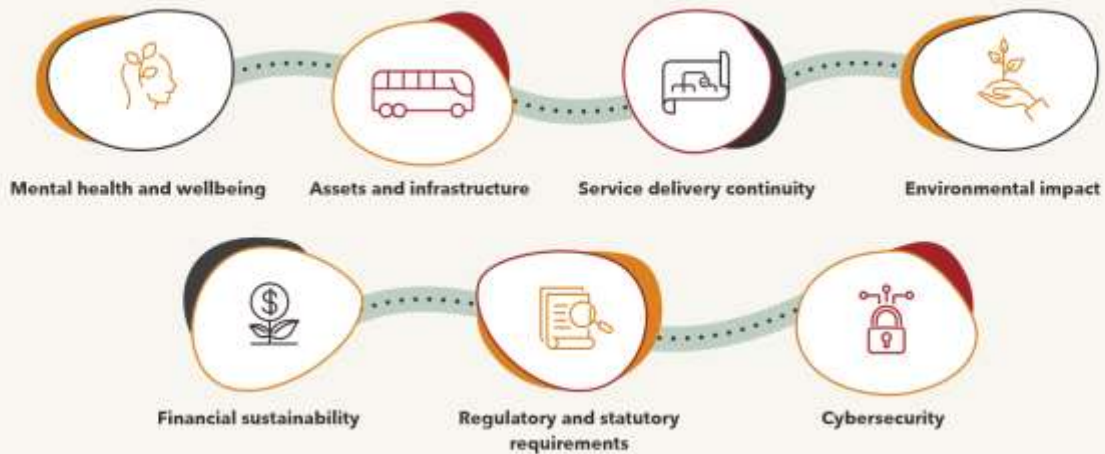 Mental health and wellbeing
Assets and infrastructure
Service delivery continuity
Environmental impact
$
Financial sustainability
Regulatory and statutory
requirements
Cybersecurity